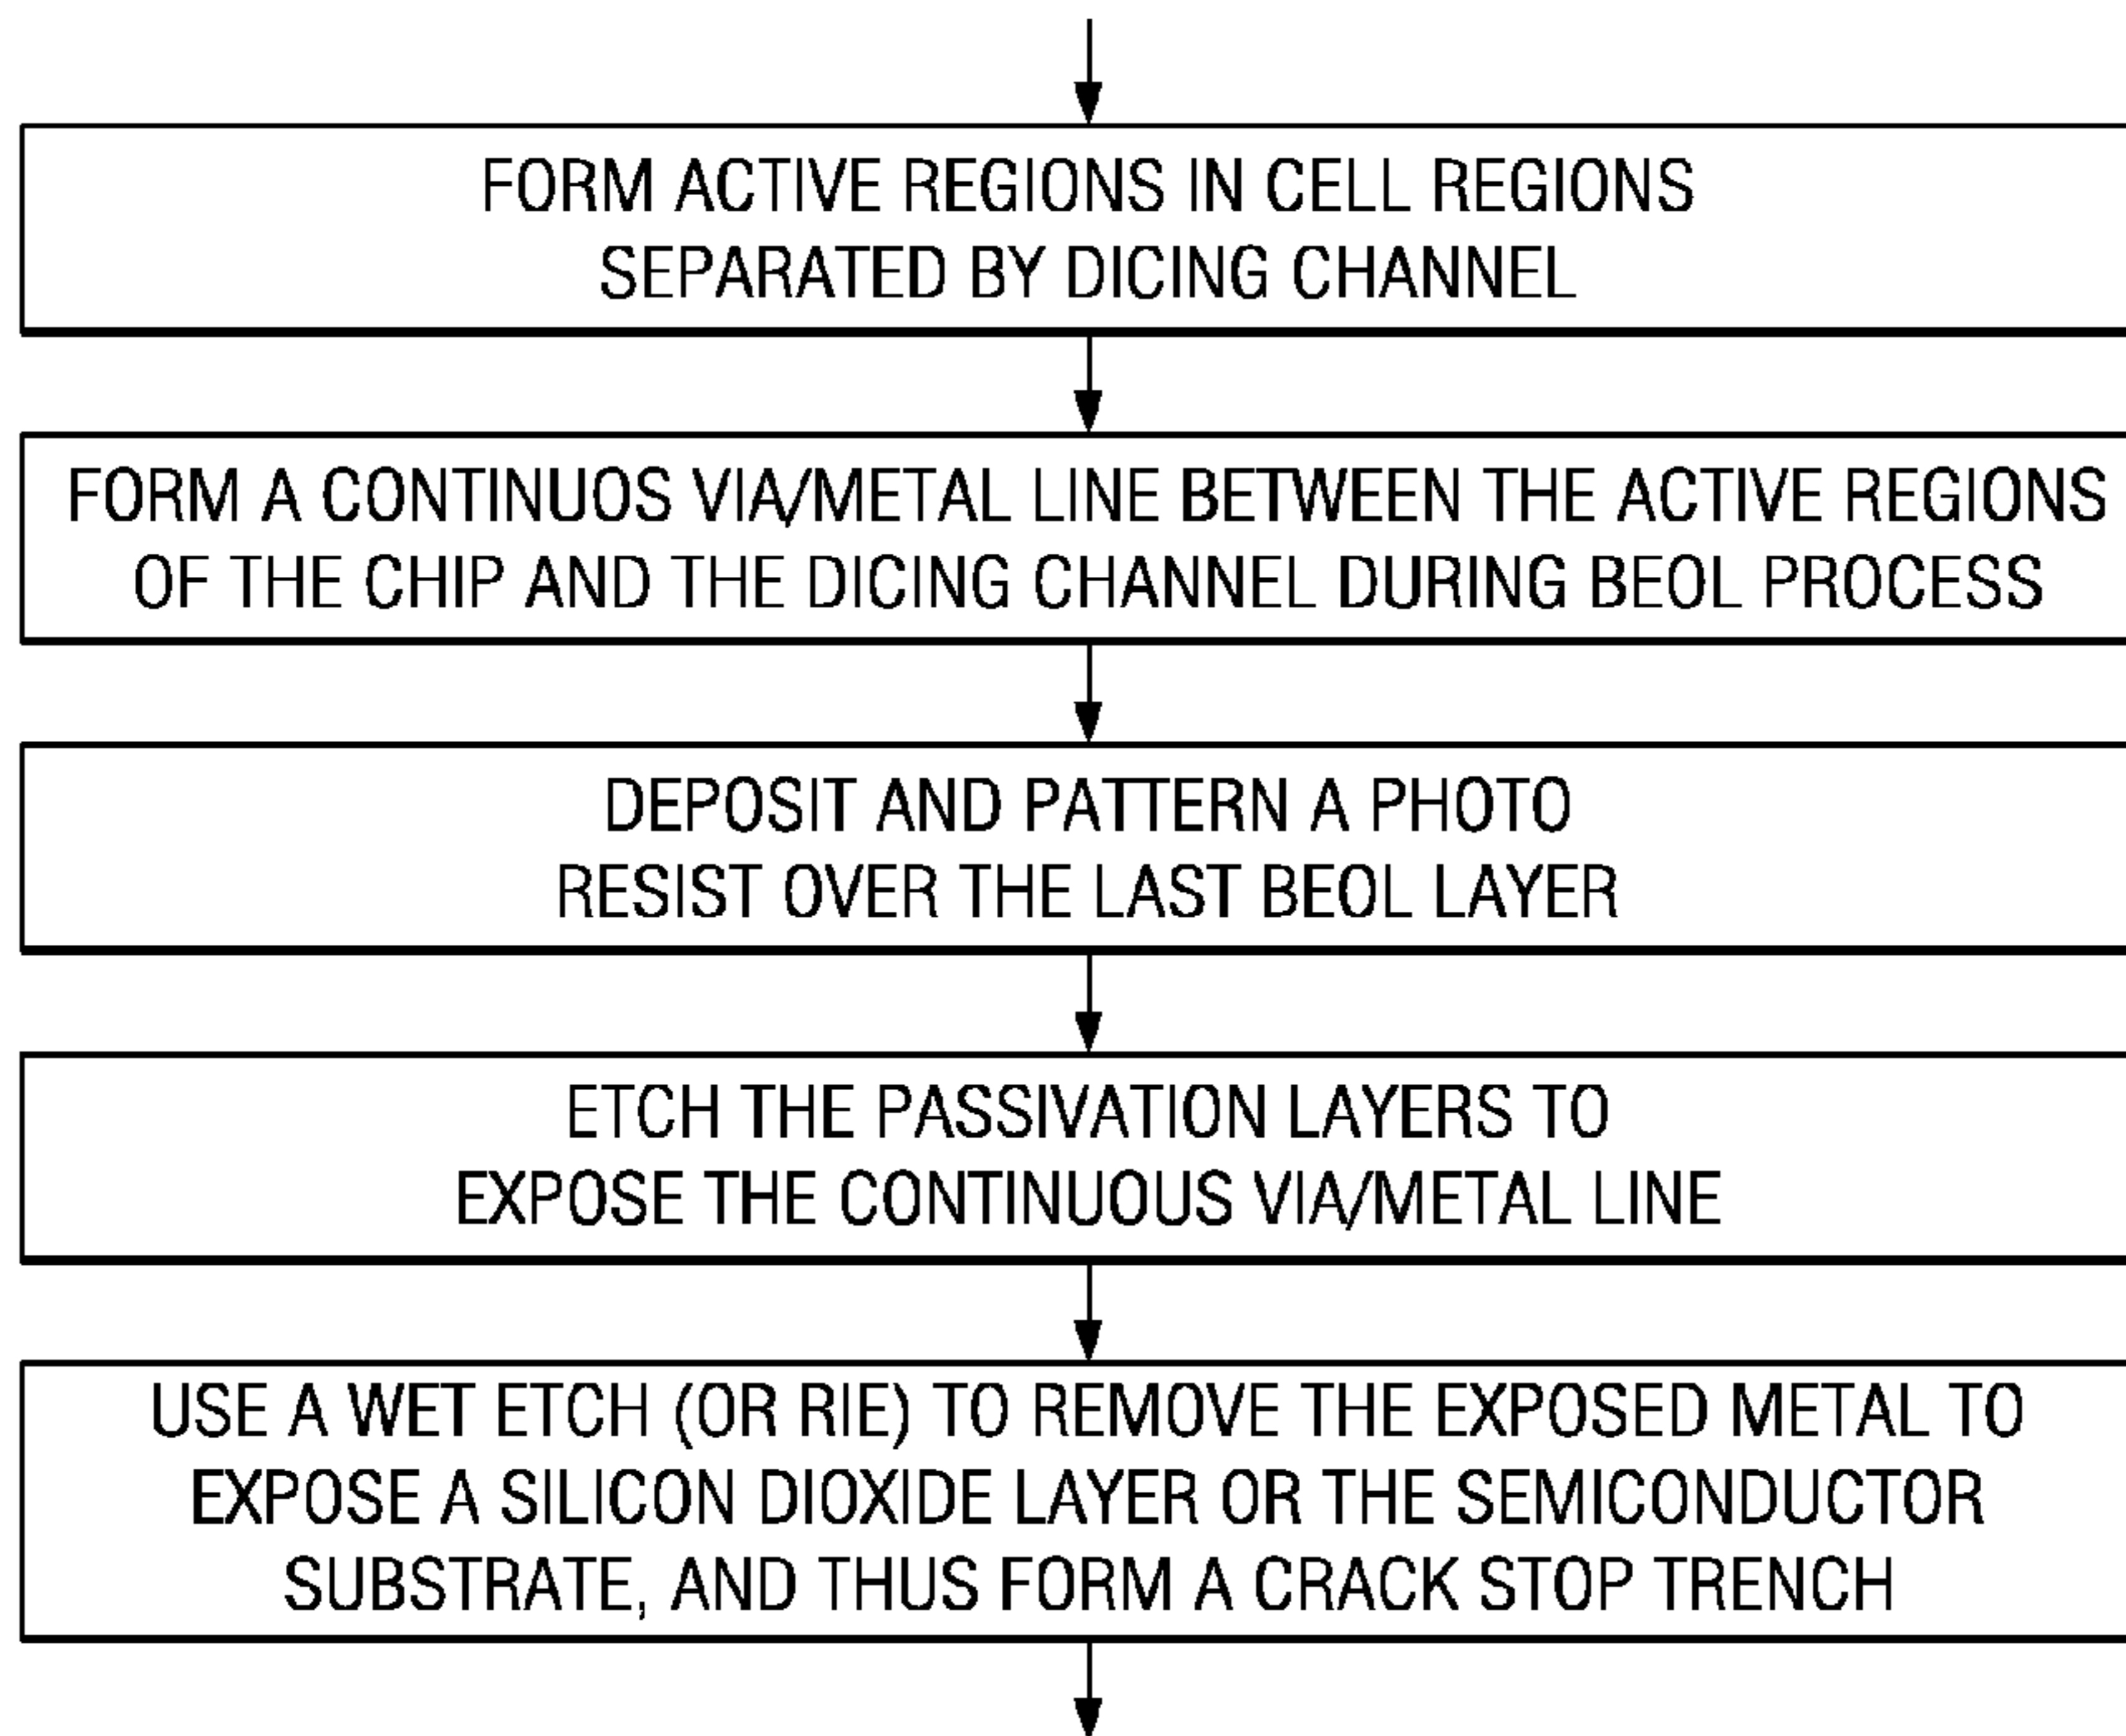 FORM ACTIVE REGIONS IN CELL REGIONS
SEPARATED BY DICING CHANNEL
FORM A CONTINUOS VIA/METAL LINE BETWEEN THE ACTIVE REGIONS
OF THE CHIP AND THE DICING CHANNEL DURING BEOL PROCESS
DEPOSIT AND PATTERN A PHOTO
RESIST OVER THE LAST BEOL LAYER
ETCH THE PASSIVATION LAYERS TO
EXPOSE THE CONTINUOUS VIA/METAL LINE
USE A WET ETCH (OR RIE) TO REMOVE THE EXPOSED METAL TO
EXPOSE A SILICON DIOXIDE LAYER OR THE SEMICONDUCTOR
SUBSTRATE, AND THUS FORM A CRACK STOP TRENCH